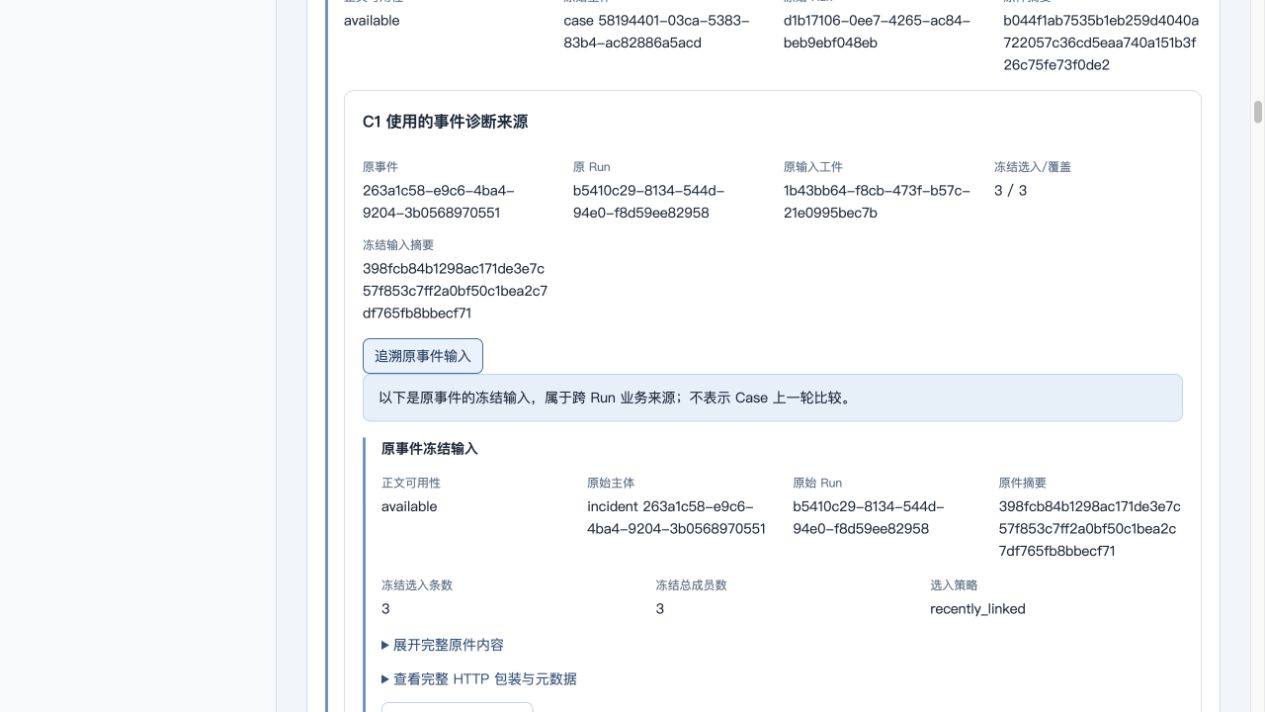 available
case 58194401-03ca-5383-
83b4-ac82886a5acd
d1b17106-0ee7-4265-ac84-
beb9ebf048eb
b044f1ab7535b1eb259d4040a
722057c36cd5eaa740a151b3f
26c75fe73f0de2
C1 使用的事件诊断来源
原事件
263a1c58-e9c6-4ba4-
9204-3b0568970551
原 Run
b5410c29-8134-544d-
94e0-f8d59ee82958
原输入工件
1b43bb64-f8cb-473f-b57c-
21e0995bec7b
冻结选入/覆盖
3 / 3
冻结输入摘要
398fcb84b1298ac171de3e7c
57f853c7ff2a0bf50c1bea2c7
df765fb8bbecf71
追溯原事件输入
以下是原事件的冻结输入，属于跨 Run 业务来源；不表示 Case 上一轮比较。
原事件冻结输入
正文可用性
available
原始主体
incident 263a1c58-e9c6-
4ba4-9204-3b0568970551
原始 Run
b5410c29-8134-544d-
94e0-f8d59ee82958
原件摘要
398fcb84b1298ac171de3e7c
57f853c7ff2a0bf50c1bea2c
7df765fb8bbecf71
冻结选入条数
3
冻结总成员数
3
选入策略
recently_linked
展开完整原件内容
查看完整 HTTP 包装与元数据